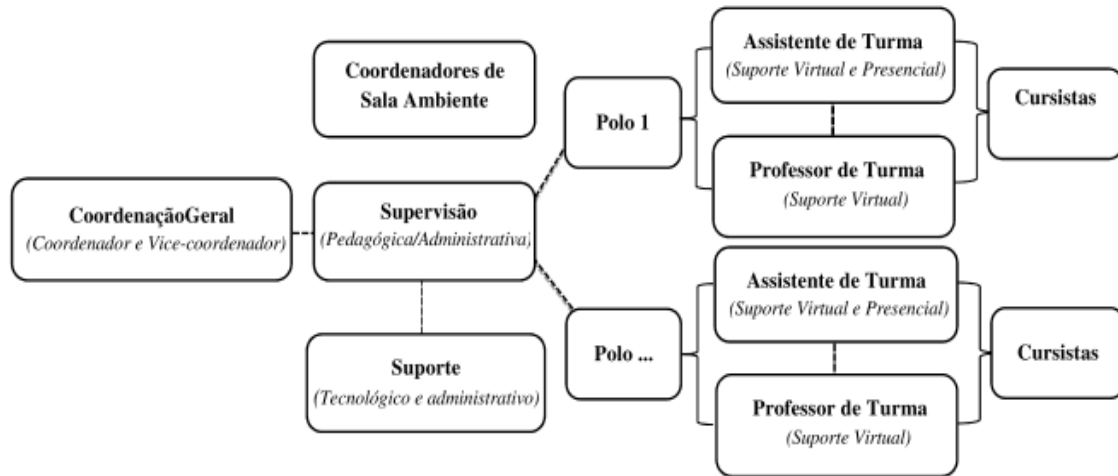 Coordenadores de
Sala Ambiente
CoordenaçãoGeral
(Coordenador e Vice-coordenador)
Supervisão
(Pedagógica/Administrativa)
Suporte
(Tecnológico e administrativo)
Polo 1
Assistente de Turma
(Suporte Virtual e Presencial)
Professor de Turma
(Suporte Virtual)
Cursistas
Polo ...
Assistente de Turma
(Suporte Virtual e Presencial)
Professor de Turma
(Suporte Virtual)
Cursistas